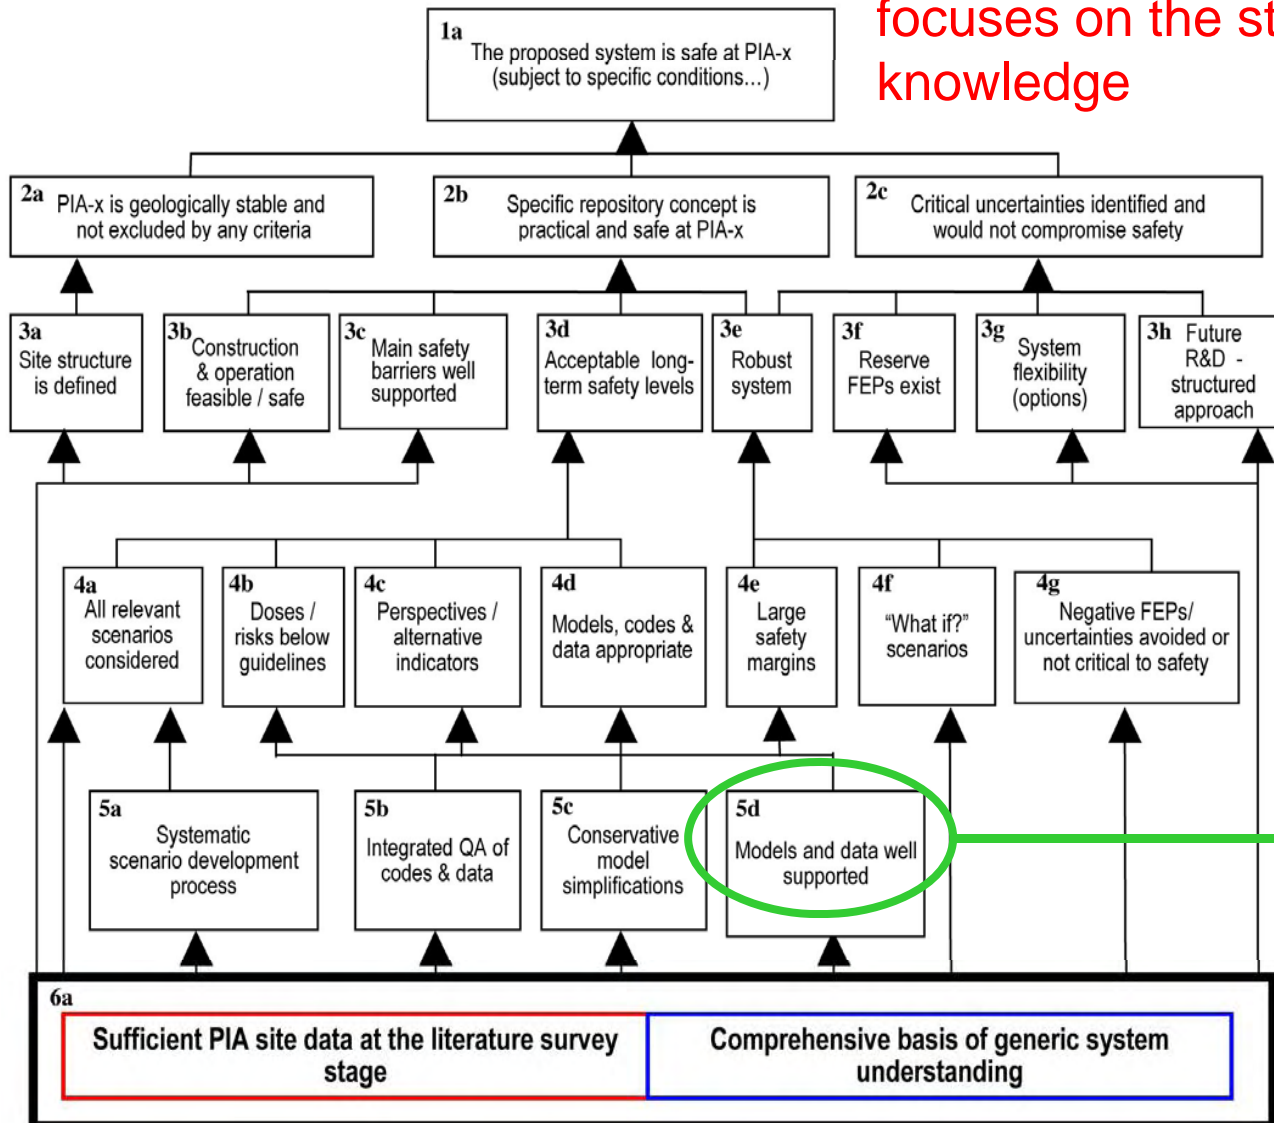 focuses on the st
knowledge
1a
The proposed system is safe at PIA-x
(subject to specific conditions...)
2a
PIA-x is geologically stable and
not excluded by any criteria
2b
Specific repository concept is
practical and safe at PIA-x
2c
Critical uncertainties identified and
would not compromise safety
3a
Site structure
is defined
3b
Construction
& operation
feasible / safe
3c
Main safety
barriers well
supported
3d
Acceptable long-
term safety levels
3e
Robust
system
3f
Reserve
FEPs exist
3g
System
flexibility
(options)
3h
Future
R&D -
structured
approach
4a
All relevant
scenarios
considered
4b
Doses /
risks below
guidelines
4c
Perspectives /
alternative
indicators
4d
Models, codes &
data appropriate
4e
Large
safety
margins
4f
“What if?”
scenarios
4g
Negative FEPs/
uncertainties avoided or
not critical to safety
5a
Systematic
scenario development
process
5b
Integrated QA of
codes & data
5c
Conservative
model
simplifications
5d
Models and data well
supported
6a
Sufficient PIA site data at the literature survey
stage
Comprehensive basis of generic system
understanding